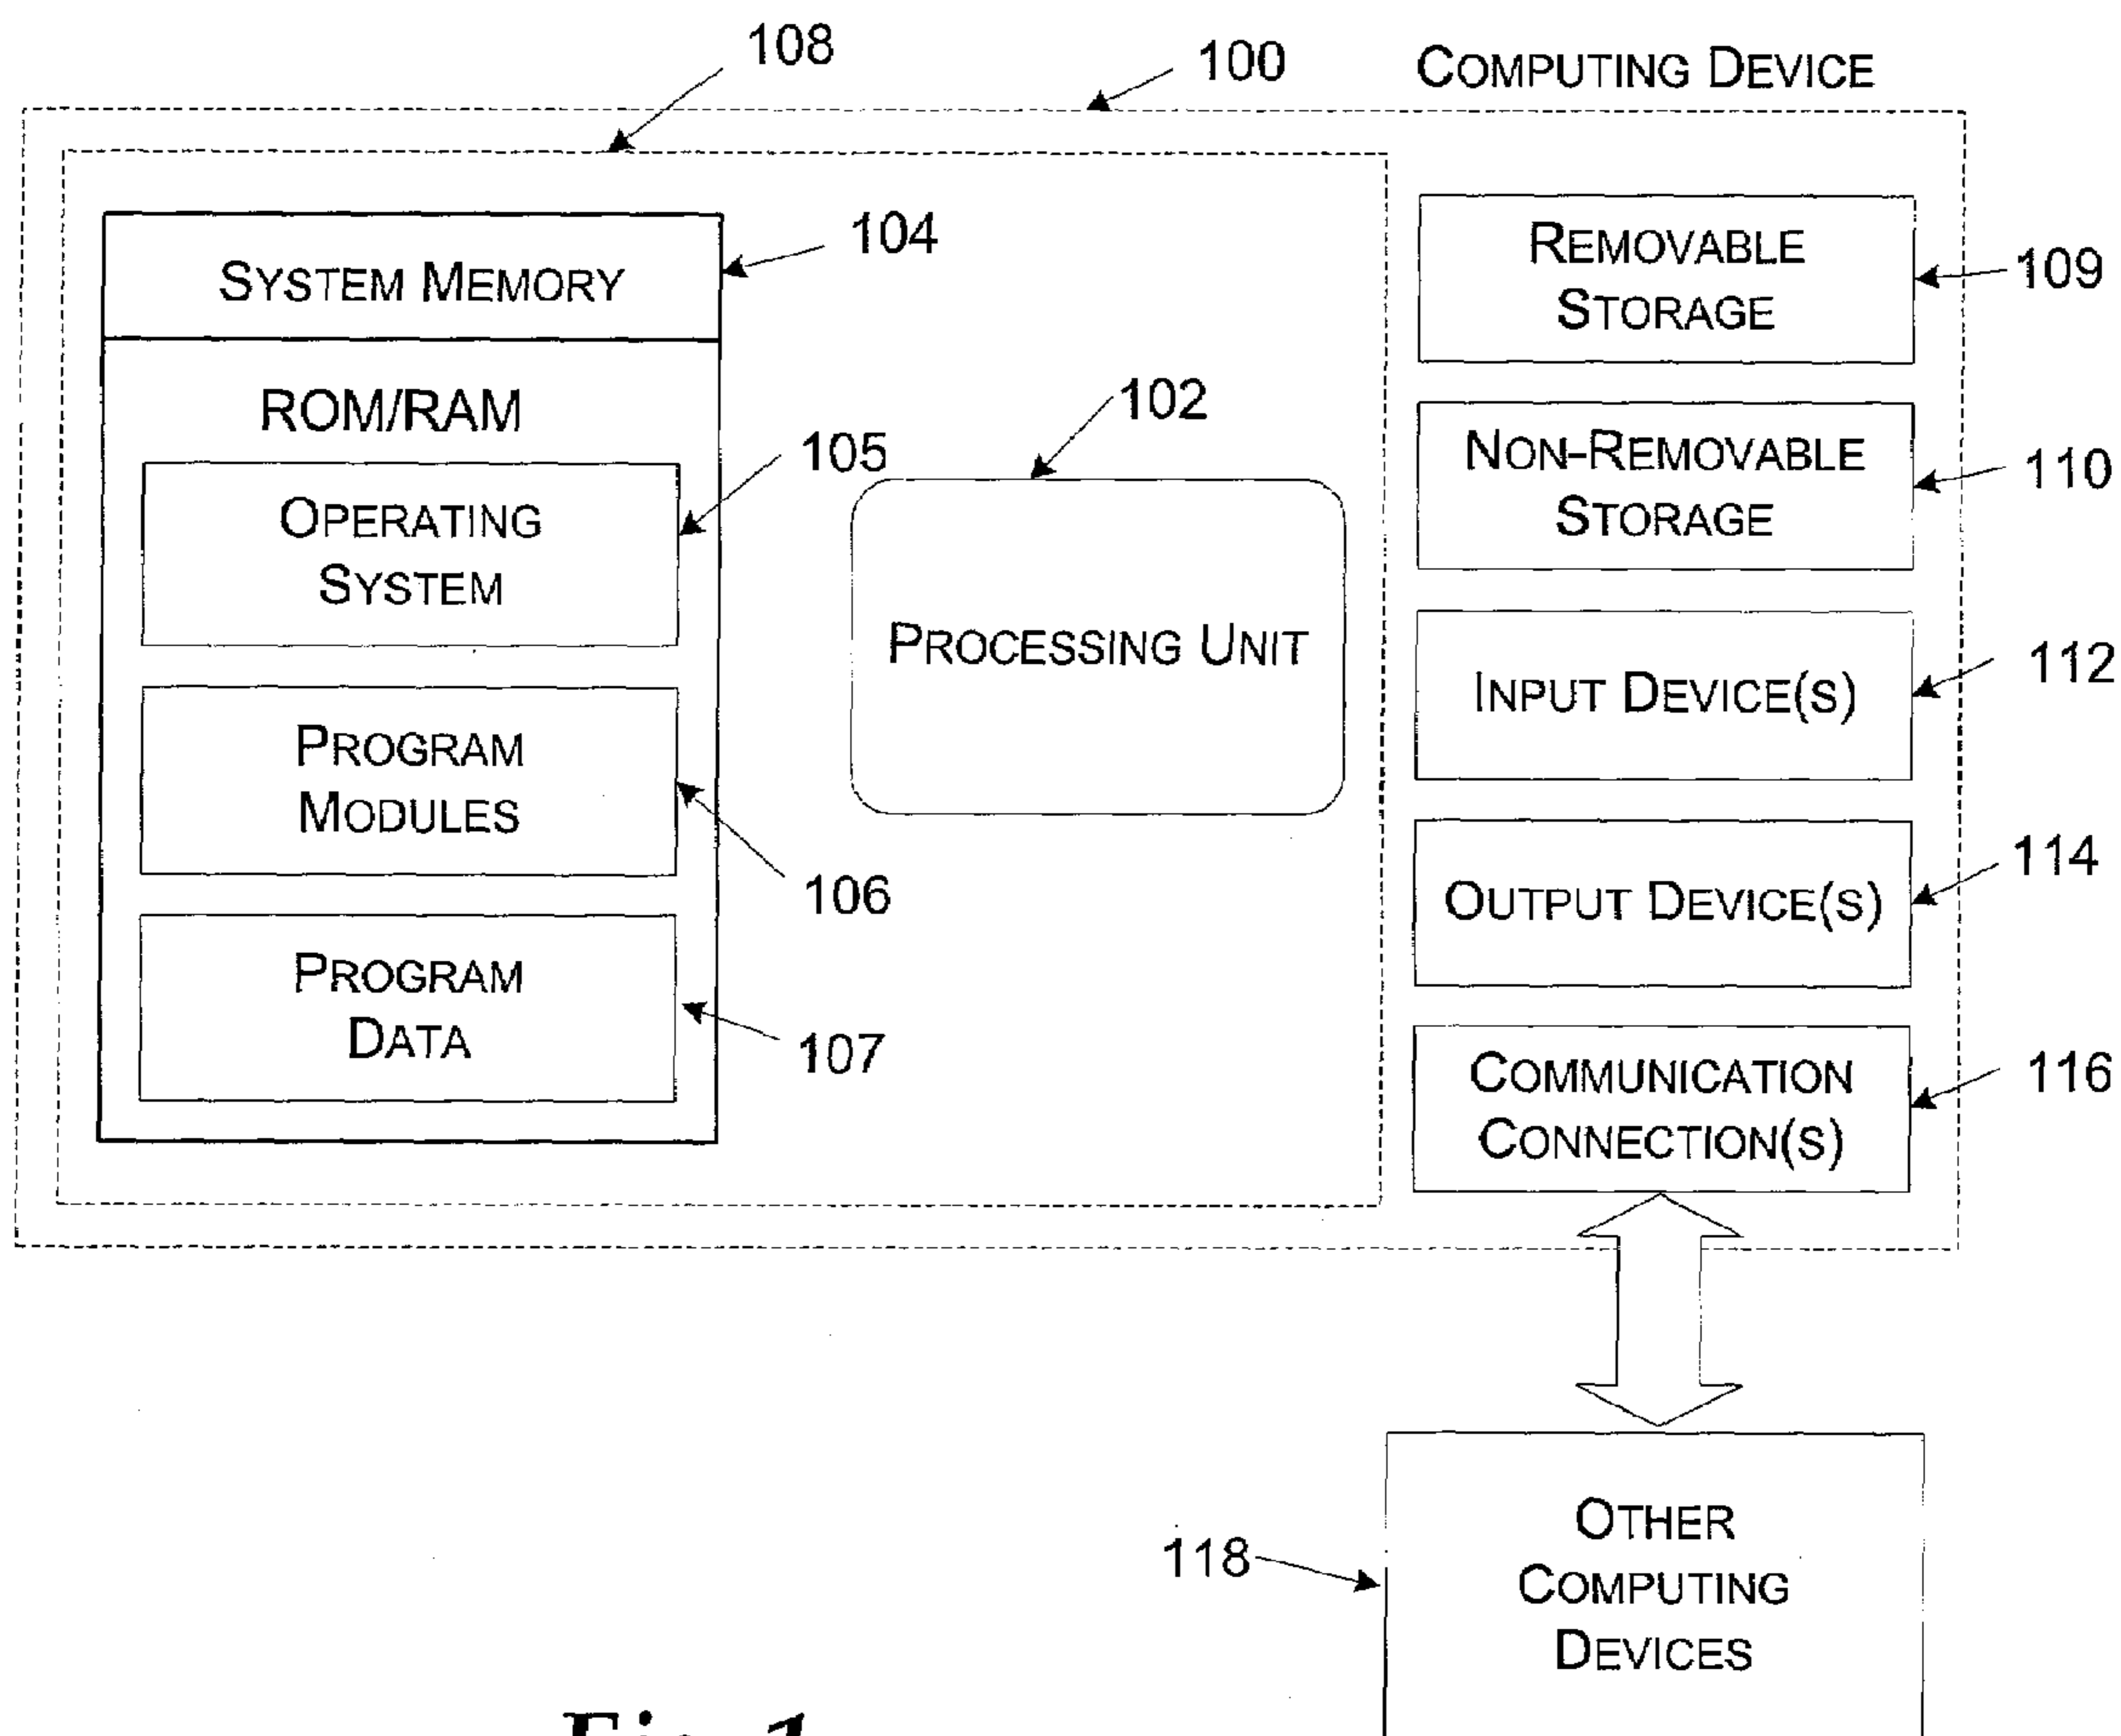 108
100
COMPUTING DEVICE
SYSTEM MEMORY
104
ROM/RAM
OPERATING
SYSTEM
105
PROGRAM
MODULES
106
PROGRAM
DATA
107
102
PROCESSING UNIT
REMOVABLE
STORAGE
109
NON-REMOVABLE
STORAGE
110
INPUT DEVICE(S)
112
OUTPUT DEVICE(S)
114
COMMUNICATION
CONNECTION(S)
116
118
OTHER
COMPUTING
DEVICES
Fig. 1